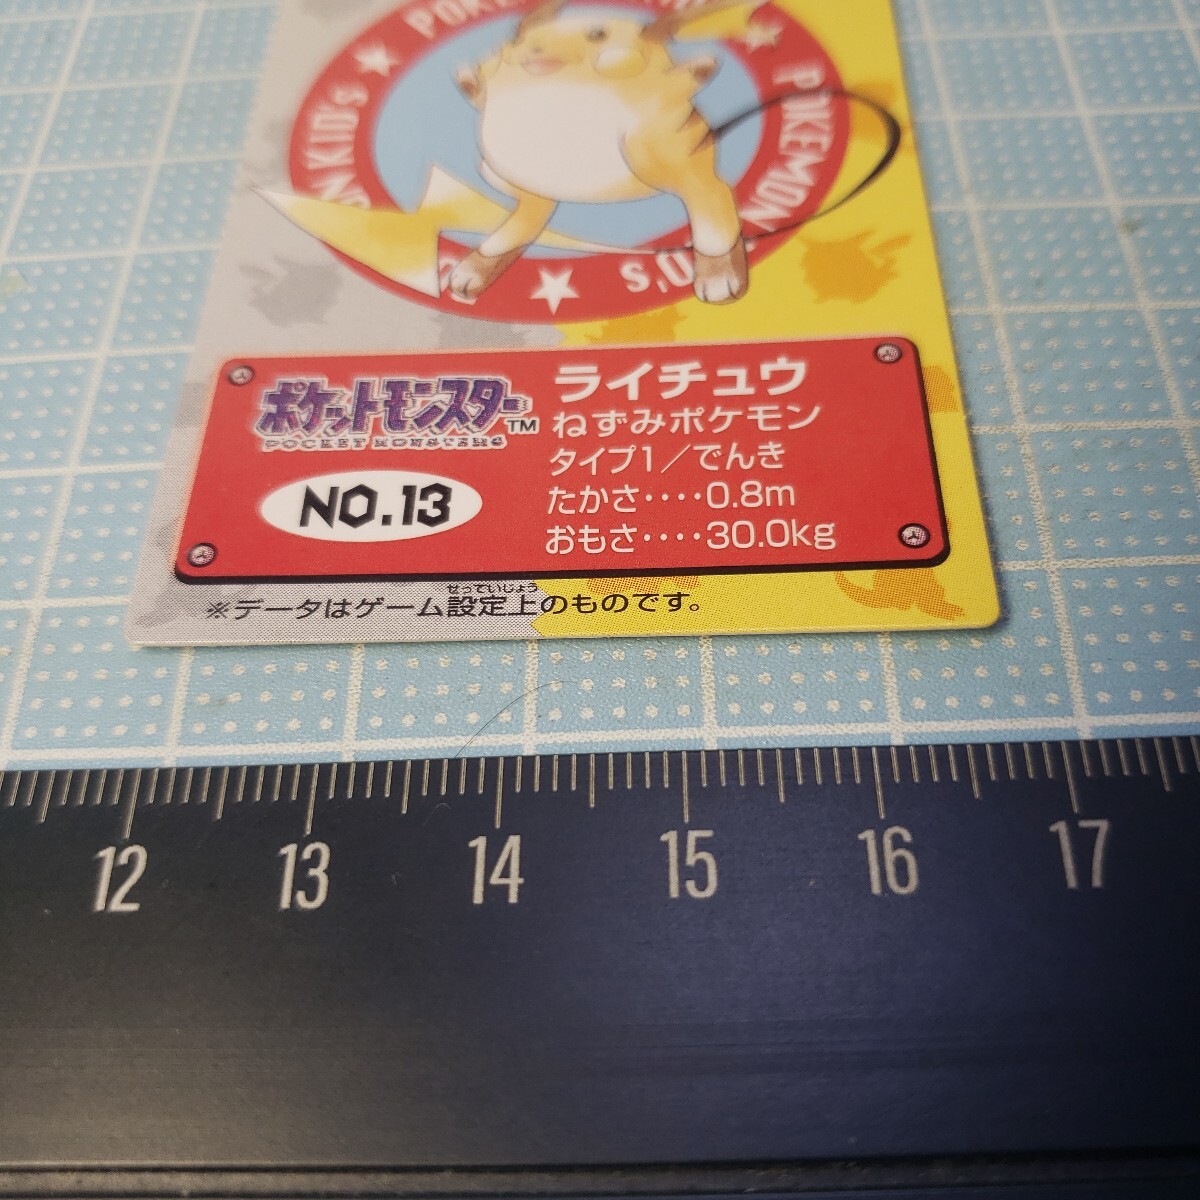 POKEMON KID's
ポケットモンスター™
POCKET MONSTERS
NO.13
ライチュウ
ねずみポケモン
タイプ1／でんき
たかさ‥‥0.8m
おもさ‥‥30.0kg
せっていじょう
※データはゲーム設定上のものです。
12 13 14 15 16 17